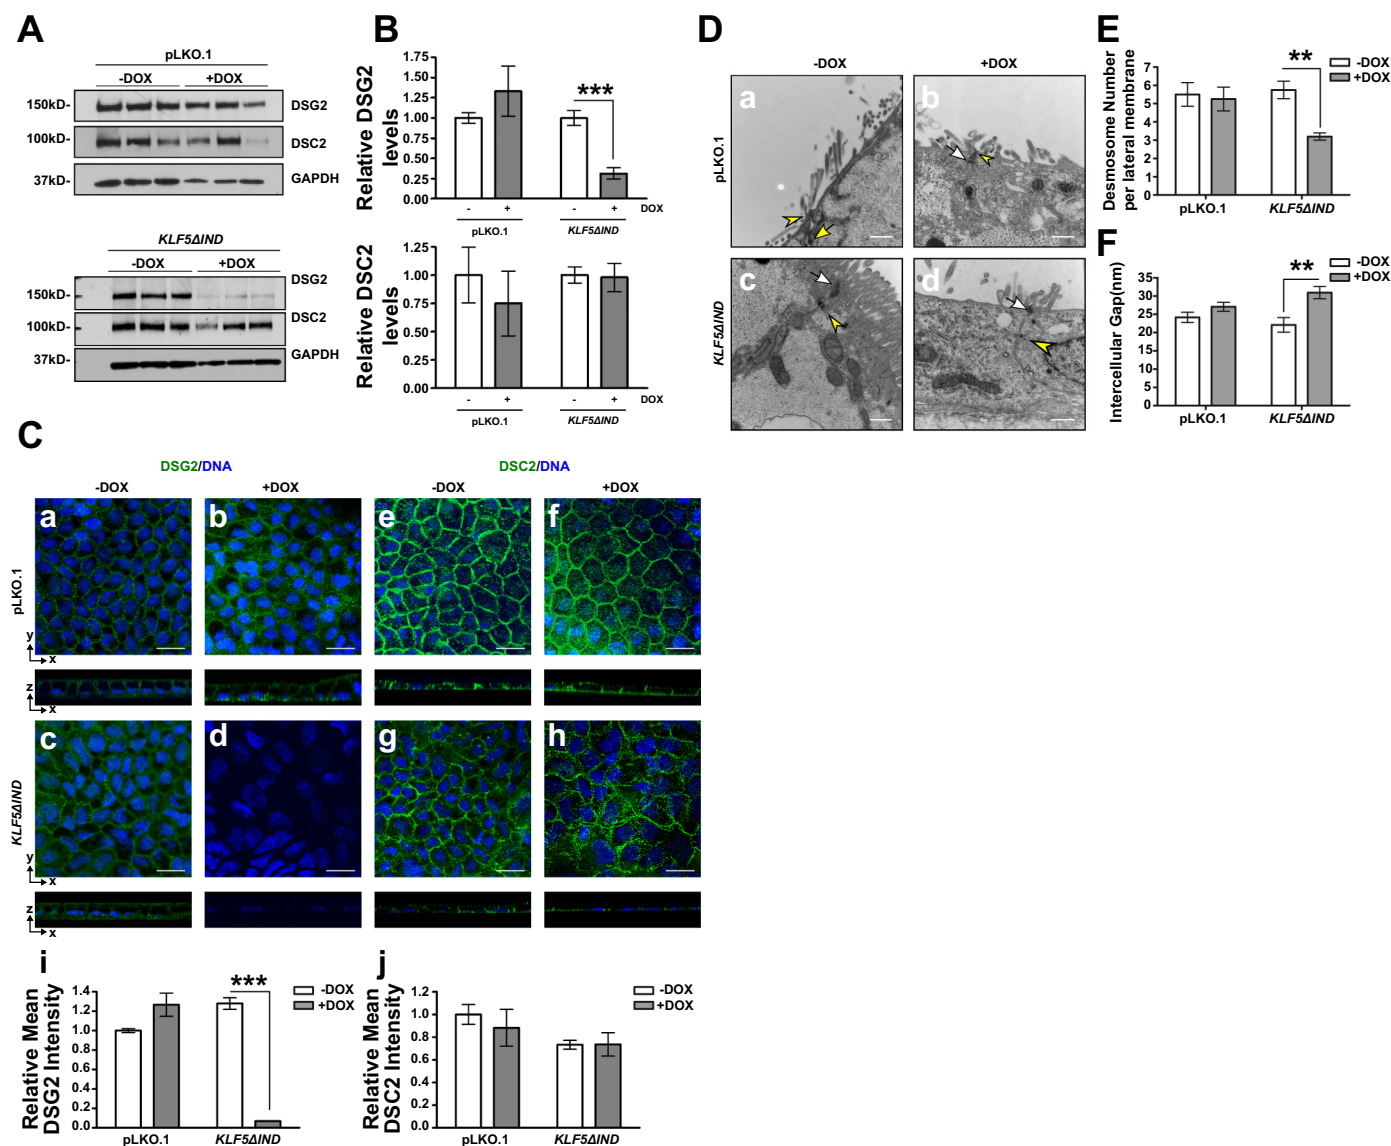 A
pLKO.1
-DOX +DOX
150kD- DSG2
100kD- DSC2
37kD- GAPDH
KLF5ΔIND
-DOX +DOX
150kD- DSG2
100kD- DSC2
37kD- GAPDH
B
Relative DSG2 levels
1.75
1.50
1.25
1.00
0.75
0.50
0.25
0.00
***
- + - + DOX
pLKO.1 KLF5ΔIND
Relative DSC2 levels
1.25
1.00
0.75
0.50
0.25
0.00
- + - + DOX
pLKO.1 KLF5ΔIND
C
DSG2/DNA DSC2/DNA
-DOX +DOX -DOX +DOX
pLKO.1
a b e f
y
x
z
x
KLF5ΔIND
c d g h
y
x
z
x
i
Relative Mean DSG2 Intensity
1.4
1.2
1.0
0.8
0.6
0.4
0.2
0.0
***
-DOX
+DOX
pLKO.1 KLF5ΔIND
j
Relative Mean DSC2 Intensity
1.2
1.0
0.8
0.6
0.4
0.2
0.0
-DOX
+DOX
pLKO.1 KLF5ΔIND
D
-DOX +DOX
pLKO.1
a b
KLF5ΔIND
c d
E
Desmosome Number per lateral membrane
7
6
5
4
3
2
1
0
**
-DOX
+DOX
pLKO.1 KLF5ΔIND
F
Intercellular Gap(nm)
35
30
25
20
15
10
5
0
**
-DOX
+DOX
pLKO.1 KLF5ΔIND